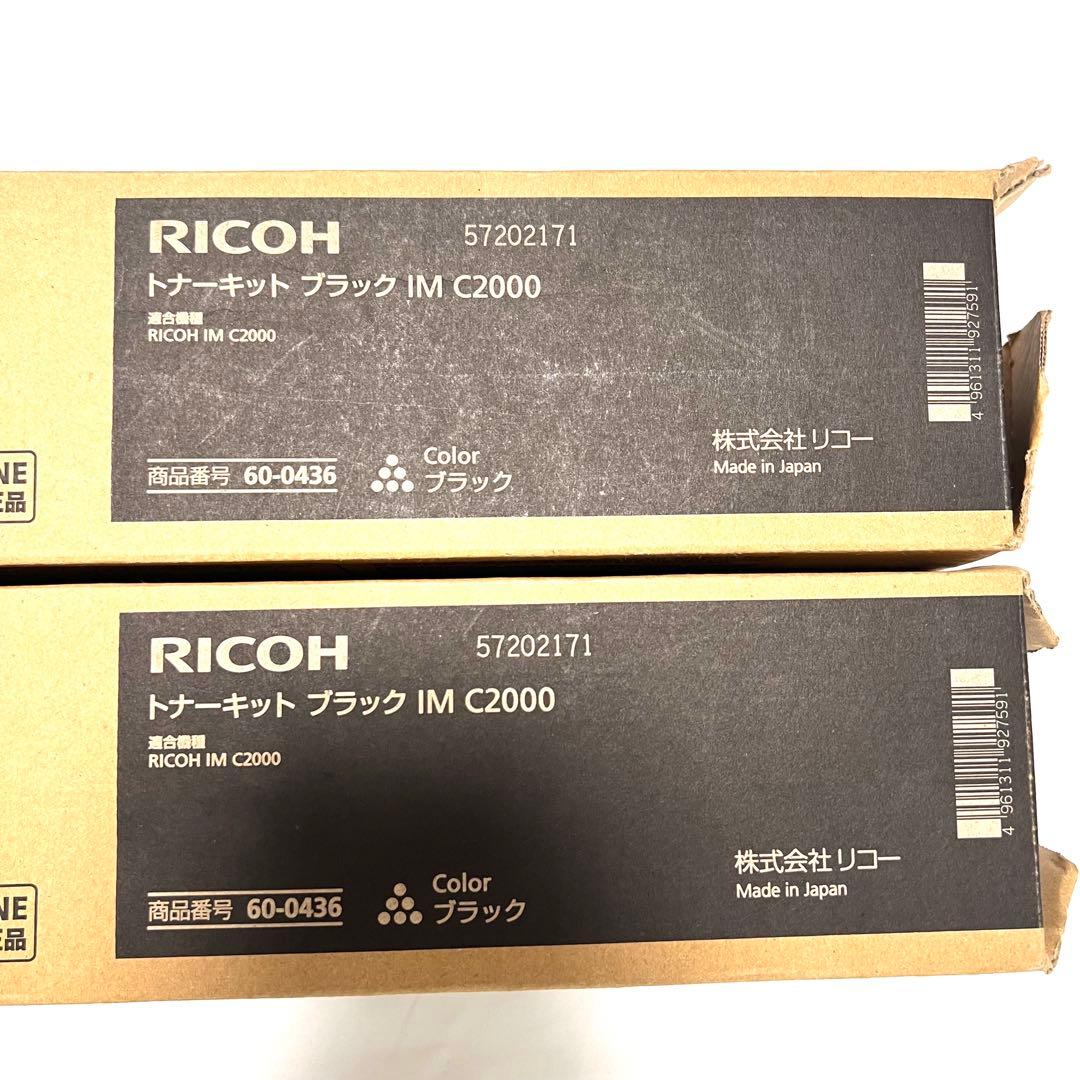 RICOH
57202171
トナーキット ブラック IM C2000
適合機種
RICOH IM C2000
4 961311 927591
株式会社リコー
Made in Japan
商品番号 60-0436
Color
ブラック
NE
正品
RICOH
57202171
トナーキット ブラック IM C2000
適合機種
RICOH IM C2000
4 961311 927591
株式会社リコー
Made in Japan
商品番号 60-0436
Color
ブラック
NE
正品